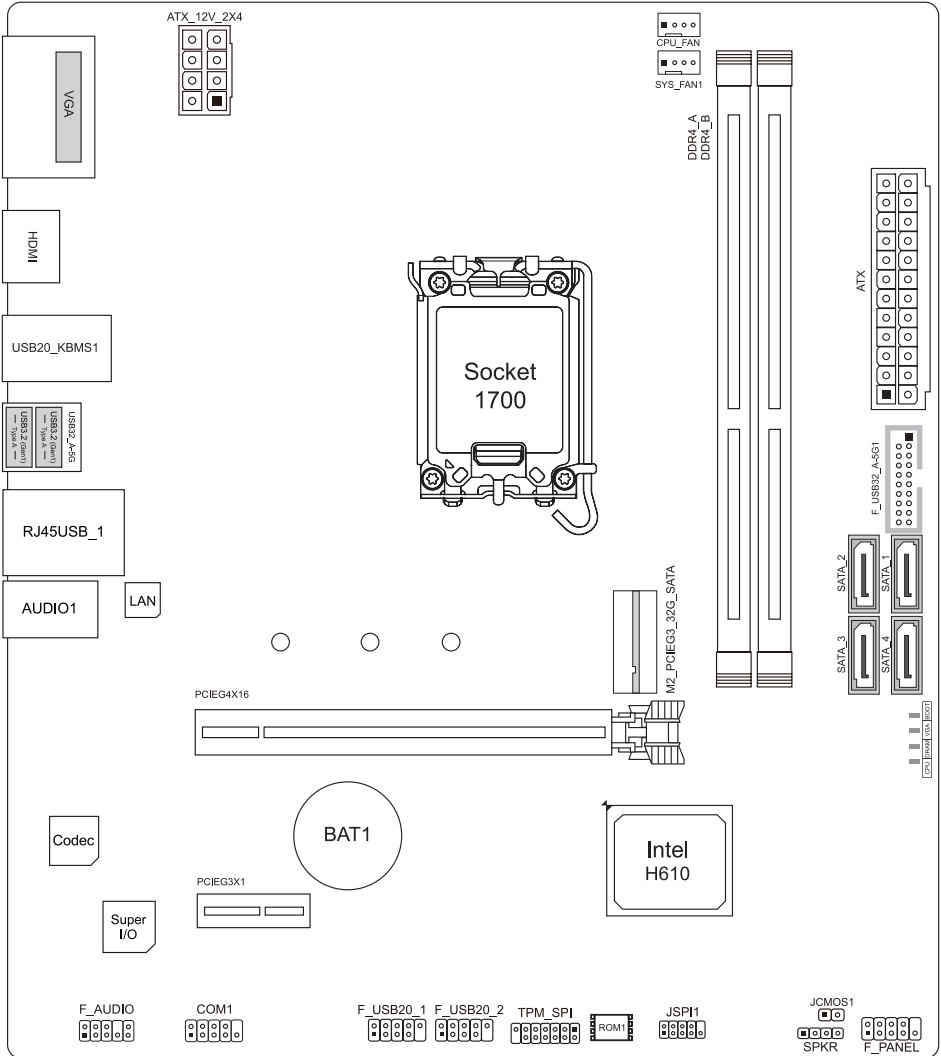 ATX_12V_2X4
CPU_FAN
SYS_FAN1
VGA
DDR4_A
DDR4_B
HDMI
ATX
USB20_KBMS1
Socket
1700
USB32_A-5G
USB3.2 (Gen1)
— Type A —
USB3.2 (Gen1)
— Type A —
F_USB32_A-5G1
RJ45USB_1
SATA_2
SATA_1
AUDIO1
LAN
M2_PCIEG3_32G_SATA
SATA_3
SATA_4
PCIEG4X16
CPU DRAM VGA BOOT
BAT1
Codec
Intel
H610
PCIEG3X1
Super
I/O
F_AUDIO
COM1
F_USB20_1
F_USB20_2
TPM_SPI
ROM1
JSPI1
JCMOS1
SPKR
F_PANEL